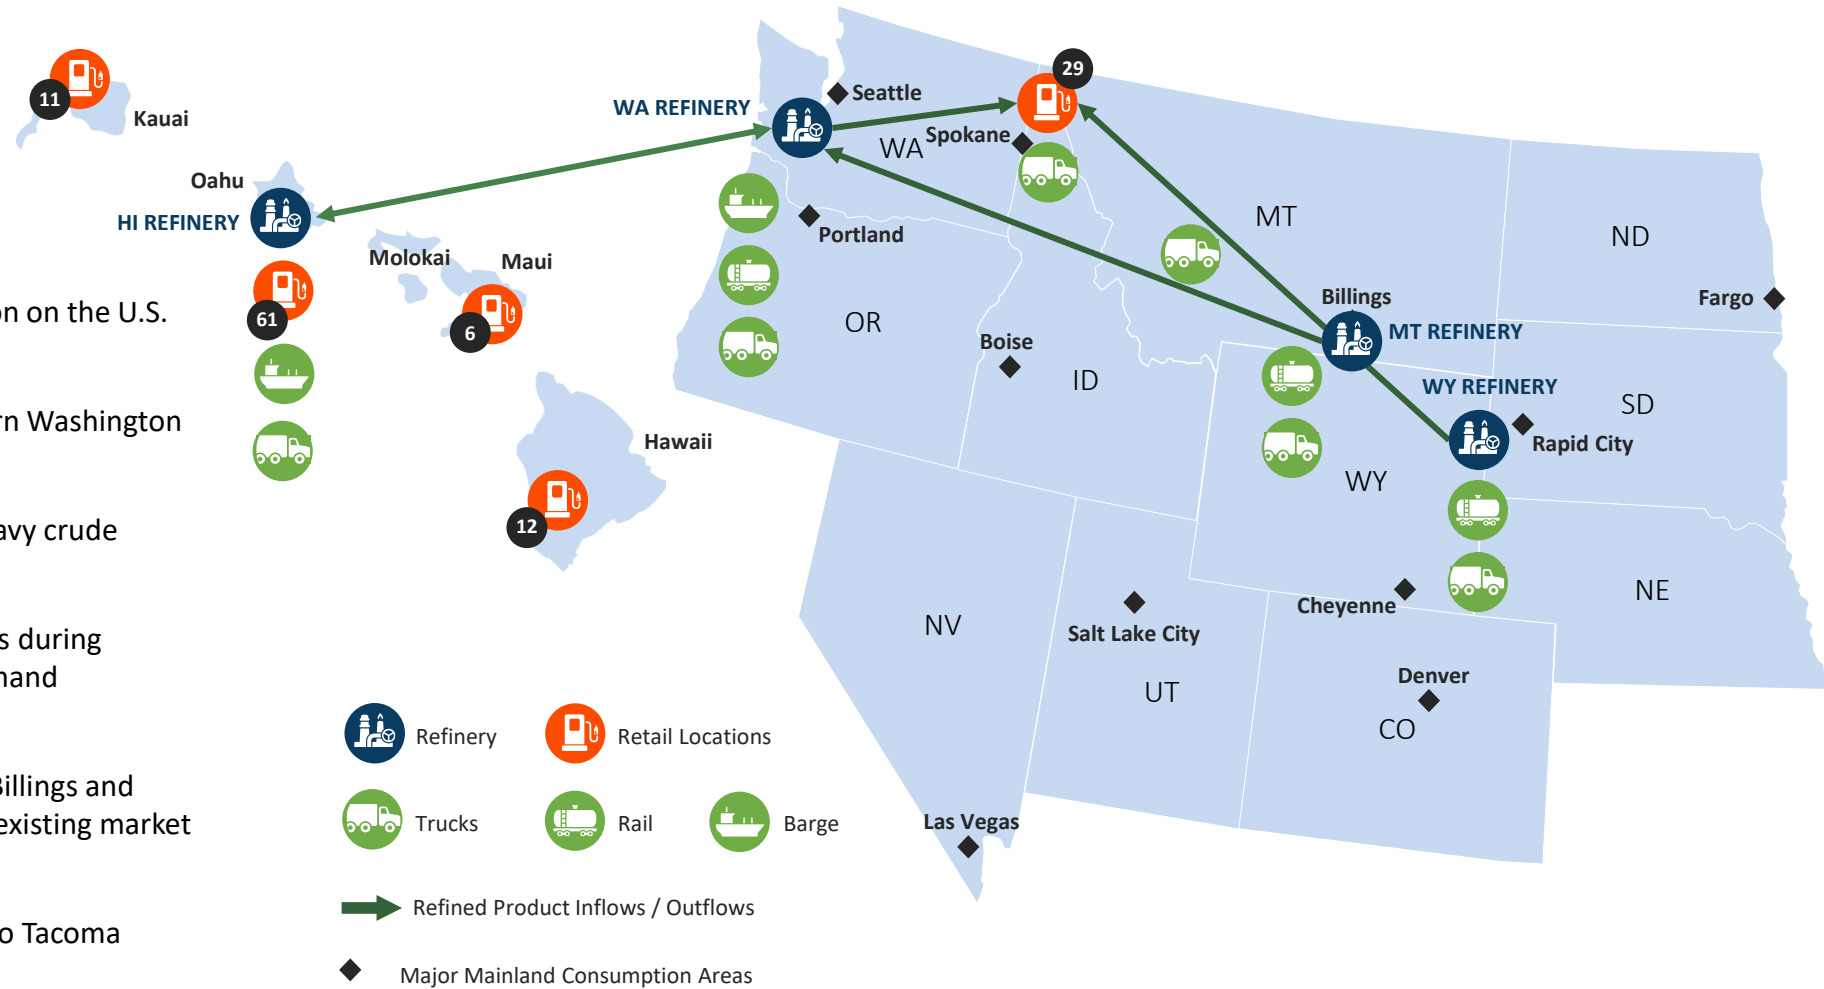 on on the U.S.
rn Washington
avy crude
s during
mand
Billings and
existing market
o Tacoma
11
Kauai
Oahu
HI REFINERY
61
Molokai
Maui
6
Hawaii
12
WA REFINERY
Seattle
29
WA
Spokane
Portland
MT
ND
Fargo
Billings
MT REFINERY
OR
Boise
ID
WY REFINERY
SD
Rapid City
WY
NE
Cheyenne
NV
Salt Lake City
UT
Denver
CO
Las Vegas
Refinery
Retail Locations
Trucks
Rail
Barge
Refined Product Inflows / Outflows
Major Mainland Consumption Areas